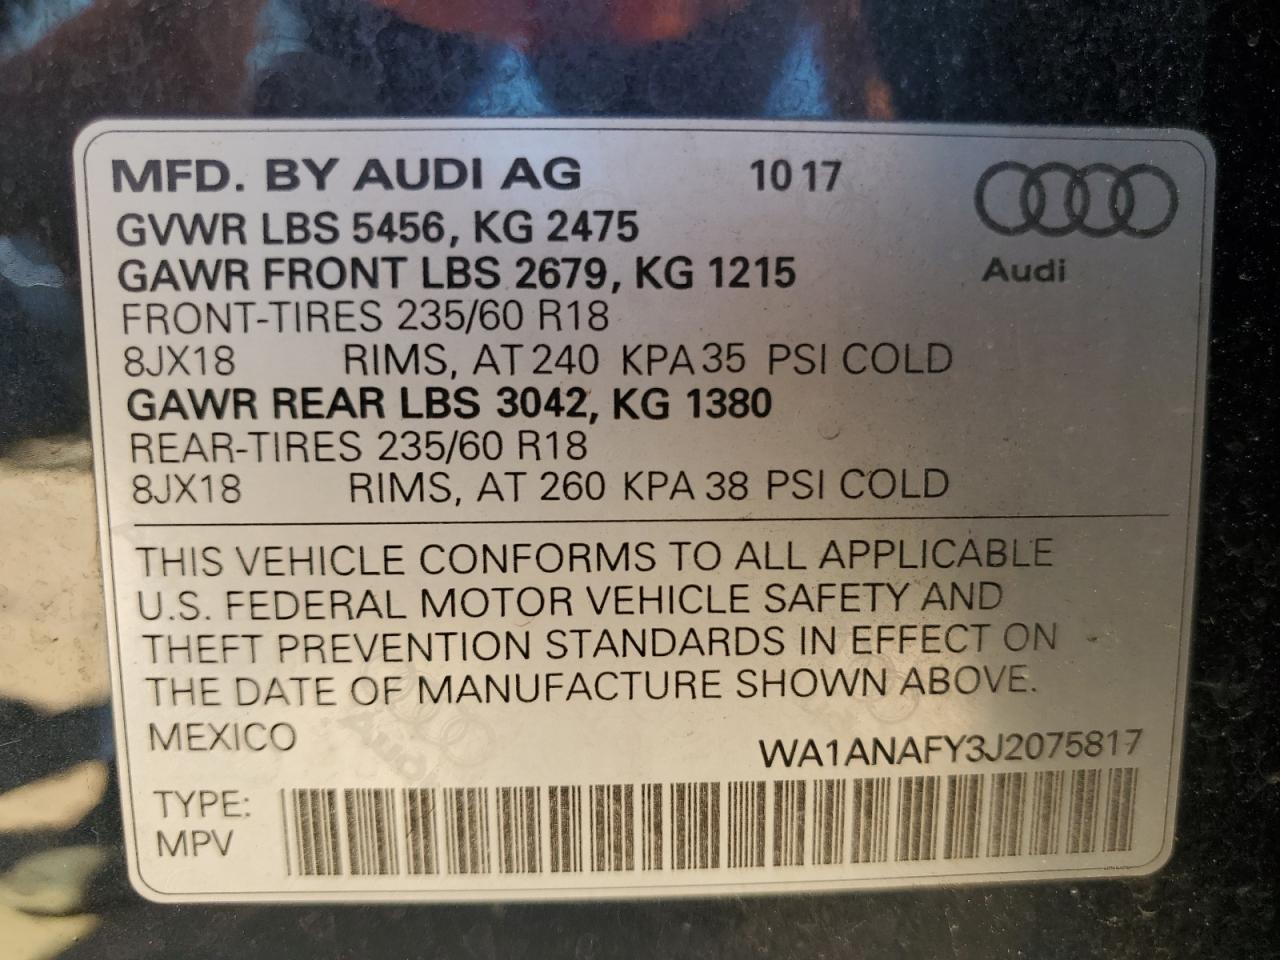 MFD. BY AUDI AG 10 17
GVWR LBS 5456, KG 2475
GAWR FRONT LBS 2679, KG 1215
Audi
FRONT-TIRES 235/60 R18
8JX18 RIMS, AT 240 KPA 35 PSI COLD
GAWR REAR LBS 3042, KG 1380
REAR-TIRES 235/60 R18
8JX18 RIMS, AT 260 KPA 38 PSI COLD
THIS VEHICLE CONFORMS TO ALL APPLICABLE
U.S. FEDERAL MOTOR VEHICLE SAFETY AND
THEFT PREVENTION STANDARDS IN EFFECT ON
THE DATE OF MANUFACTURE SHOWN ABOVE.
MEXICO WA1ANAFY3J2075817
Audi
TYPE:
MPV